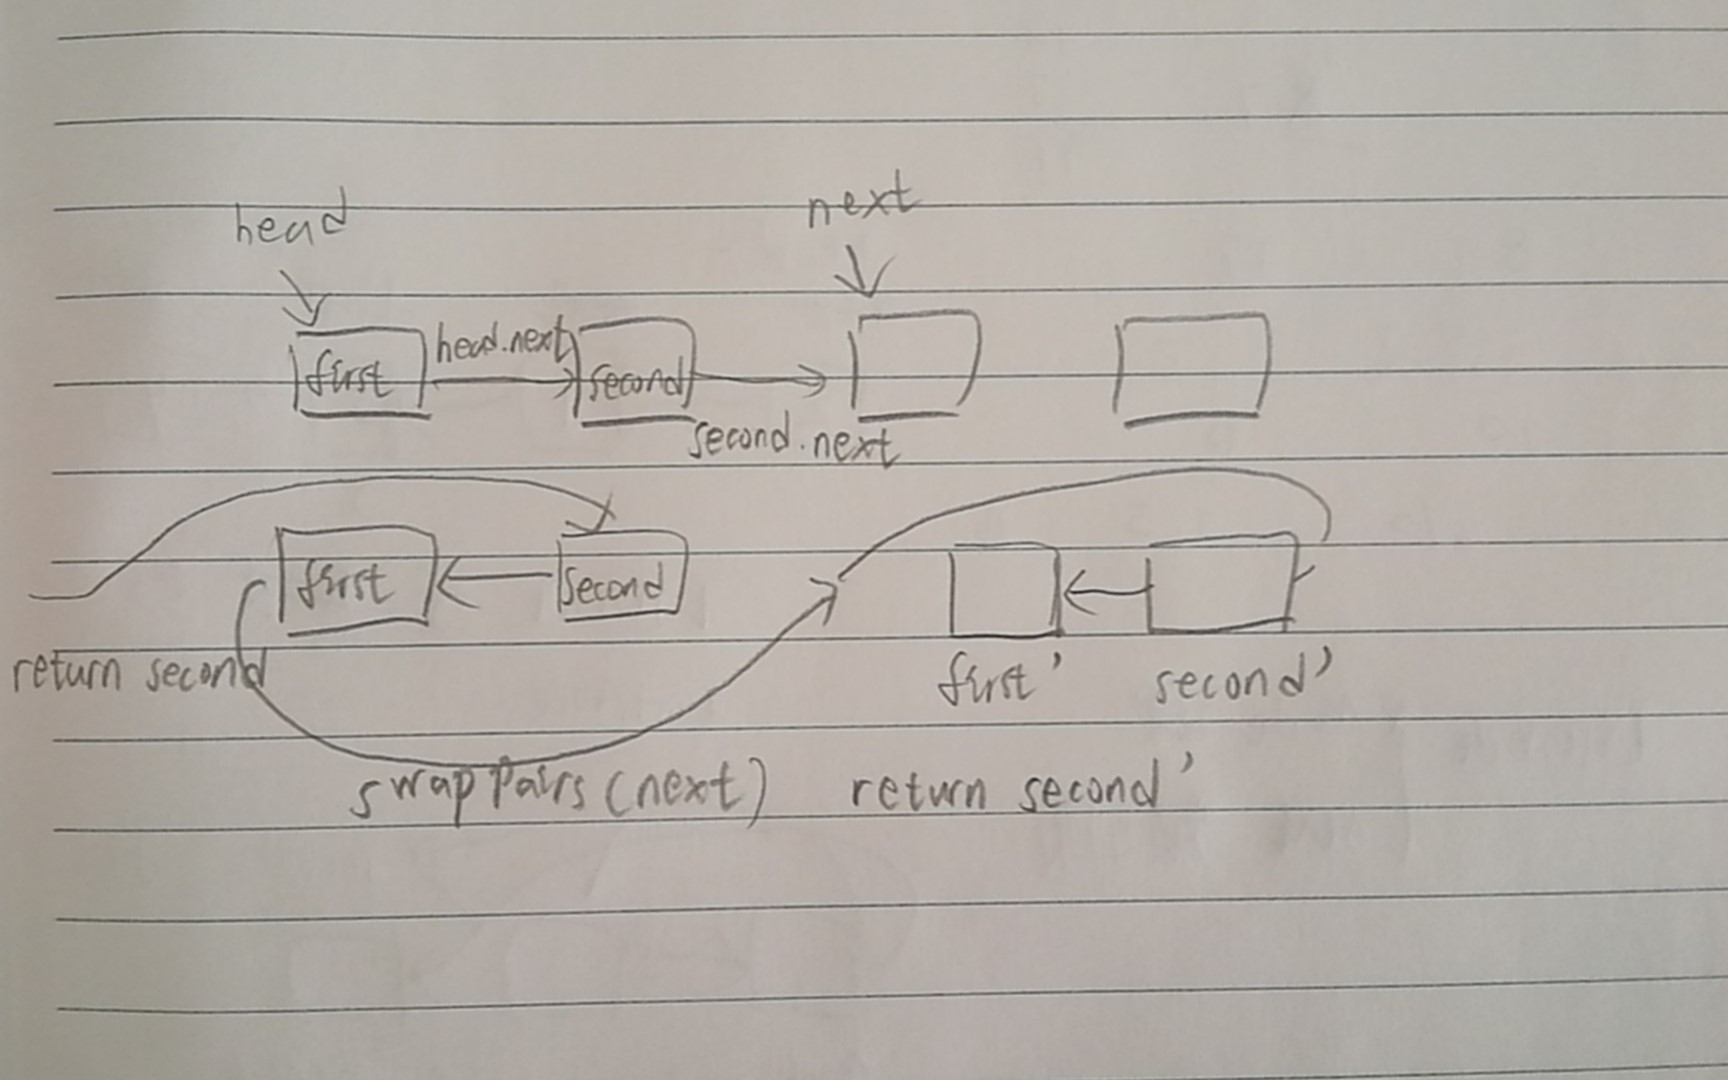 head next
first head.next second
second.next
first second
return second first' second'
swapPairs(next) return second'